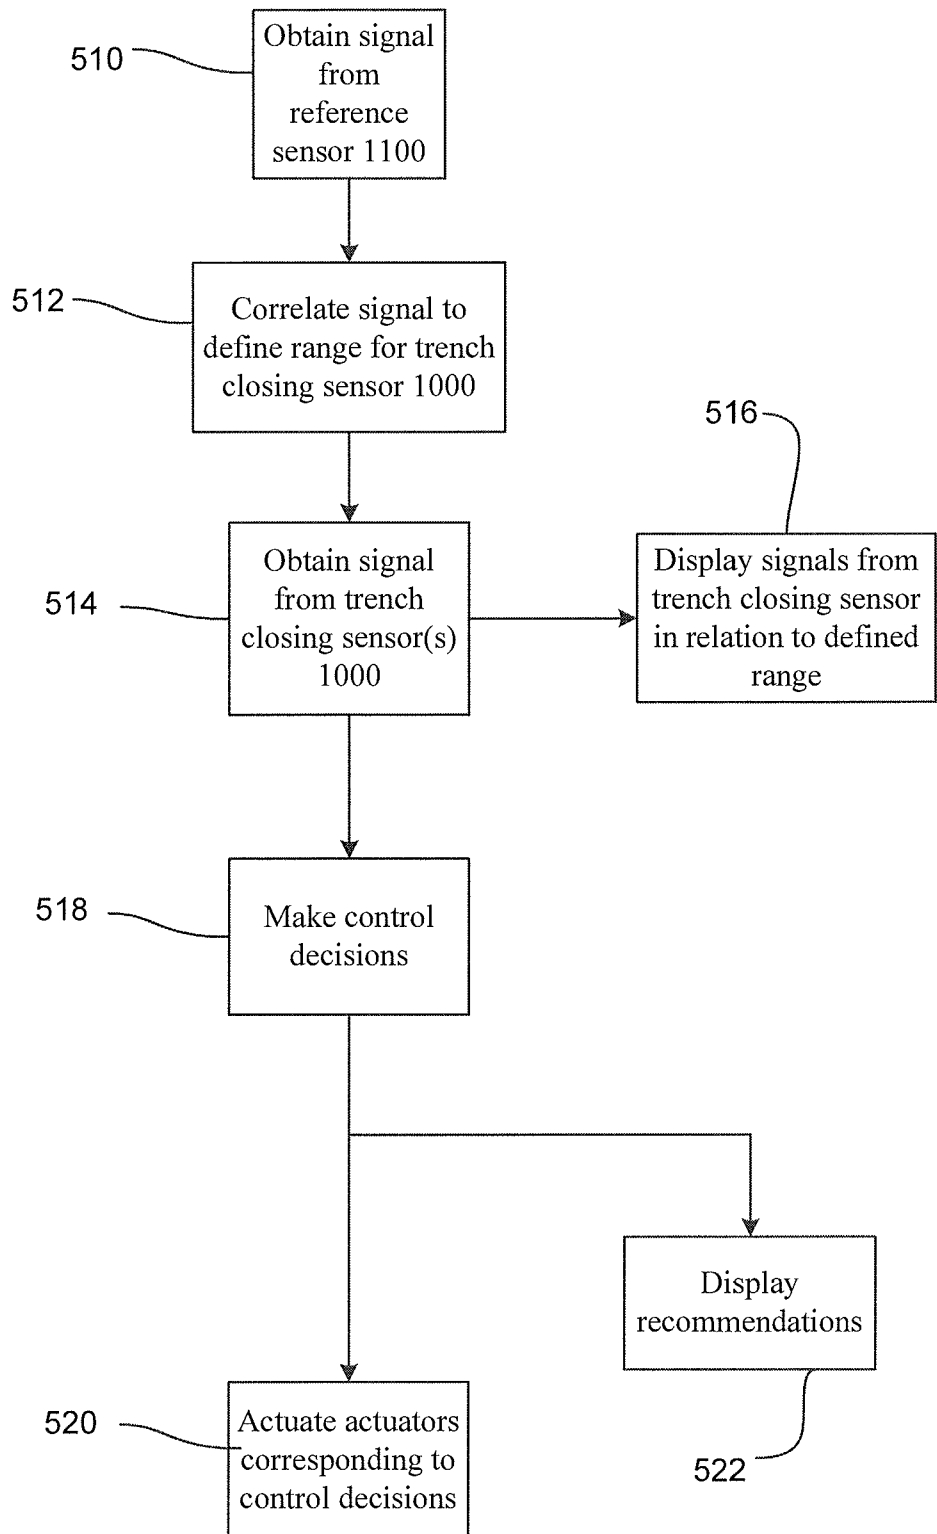 510
Obtain signal
from
reference
sensor 1100
512
Correlate signal to
define range for trench
closing sensor 1000
516
514
Obtain signal
from trench
closing sensor(s)
1000
Display signals from
trench closing sensor
in relation to defined
range
518
Make control
decisions
Display
recommendations
520
Actuate actuators
corresponding to
control decisions
522